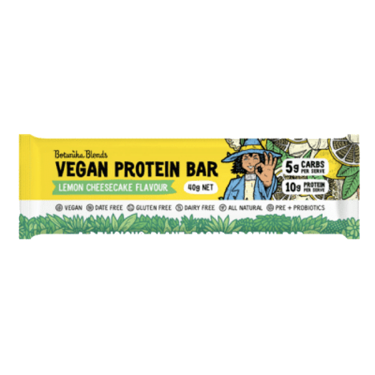 Botanika Blends
VEGAN PROTEIN BAR
LEMON CHEESECAKE FLAVOUR
40g NET
5g CARBS
PER SERVE
10g PROTEIN
PER SERVE
VEGAN
DATE FREE
GLUTEN FREE
DAIRY FREE
ALL NATURAL
PRE + PROBIOTICS